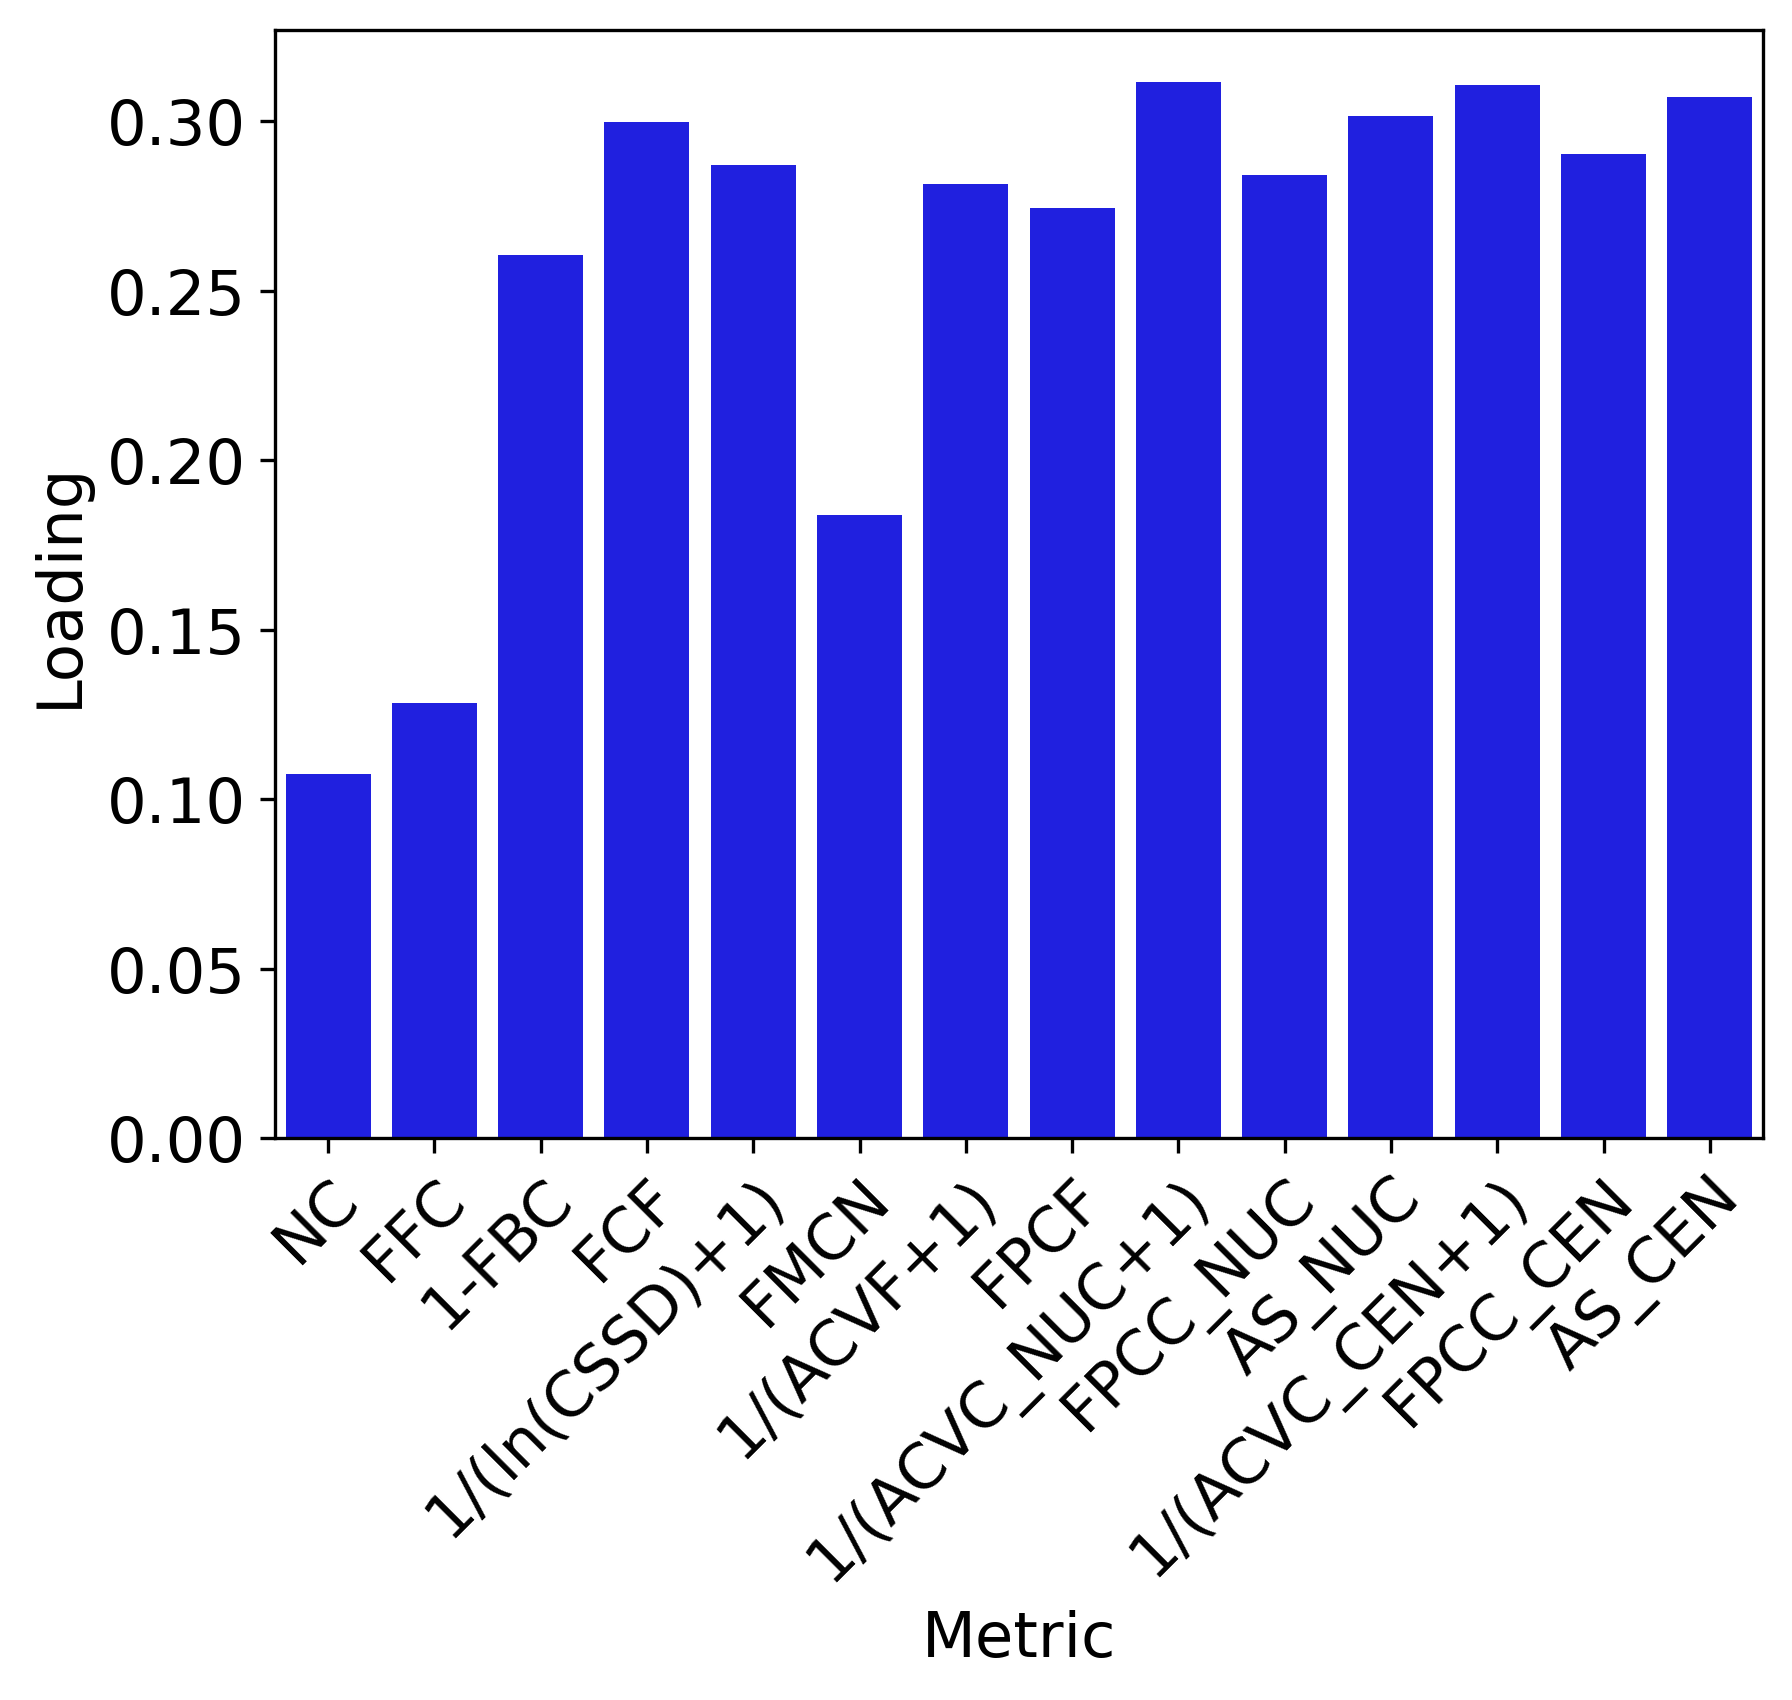 Loading
0.30
0.25
0.20
0.15
0.10
0.05
0.00
NC
FFC
1-FBC
FCF
1/(ln(CSSD)+1)
FMCN
1/(ACVF+1)
FPCF
1/(ACVC_NUC+1)
FPCC_NUC
AS_NUC
1/(ACVC_CEN+1)
FPCC_CEN
AS_CEN
Metric